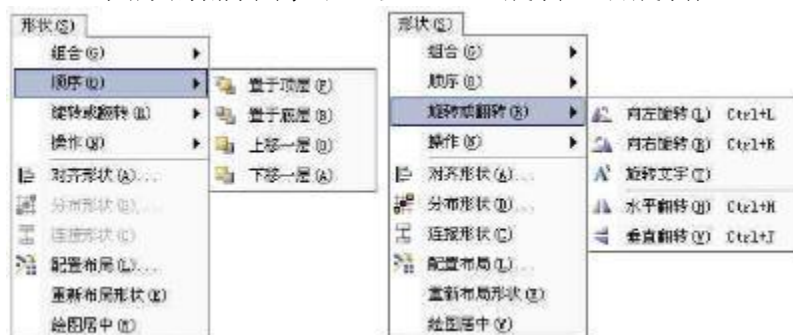 形状(S)
组合(G)
顺序(O)
旋转或翻转(R)
操作(N)
对齐形状(A)...
分布形状(B)...
连接形状(C)
配置布局(L)...
重新布局形状(E)
绘图居中(W)
置于顶层(F)
置于底层(B)
上移一层(O)
下移一层(A)
形状(S)
组合(G)
顺序(O)
旋转或翻转(R)
操作(N)
对齐形状(A)...
分布形状(B)...
连接形状(C)
配置布局(L)...
重新布局形状(E)
绘图居中(W)
向左旋转(L) Ctrl+L
向右旋转(R) Ctrl+R
旋转文字(T)
水平翻转(H) Ctrl+H
垂直翻转(V) Ctrl+J